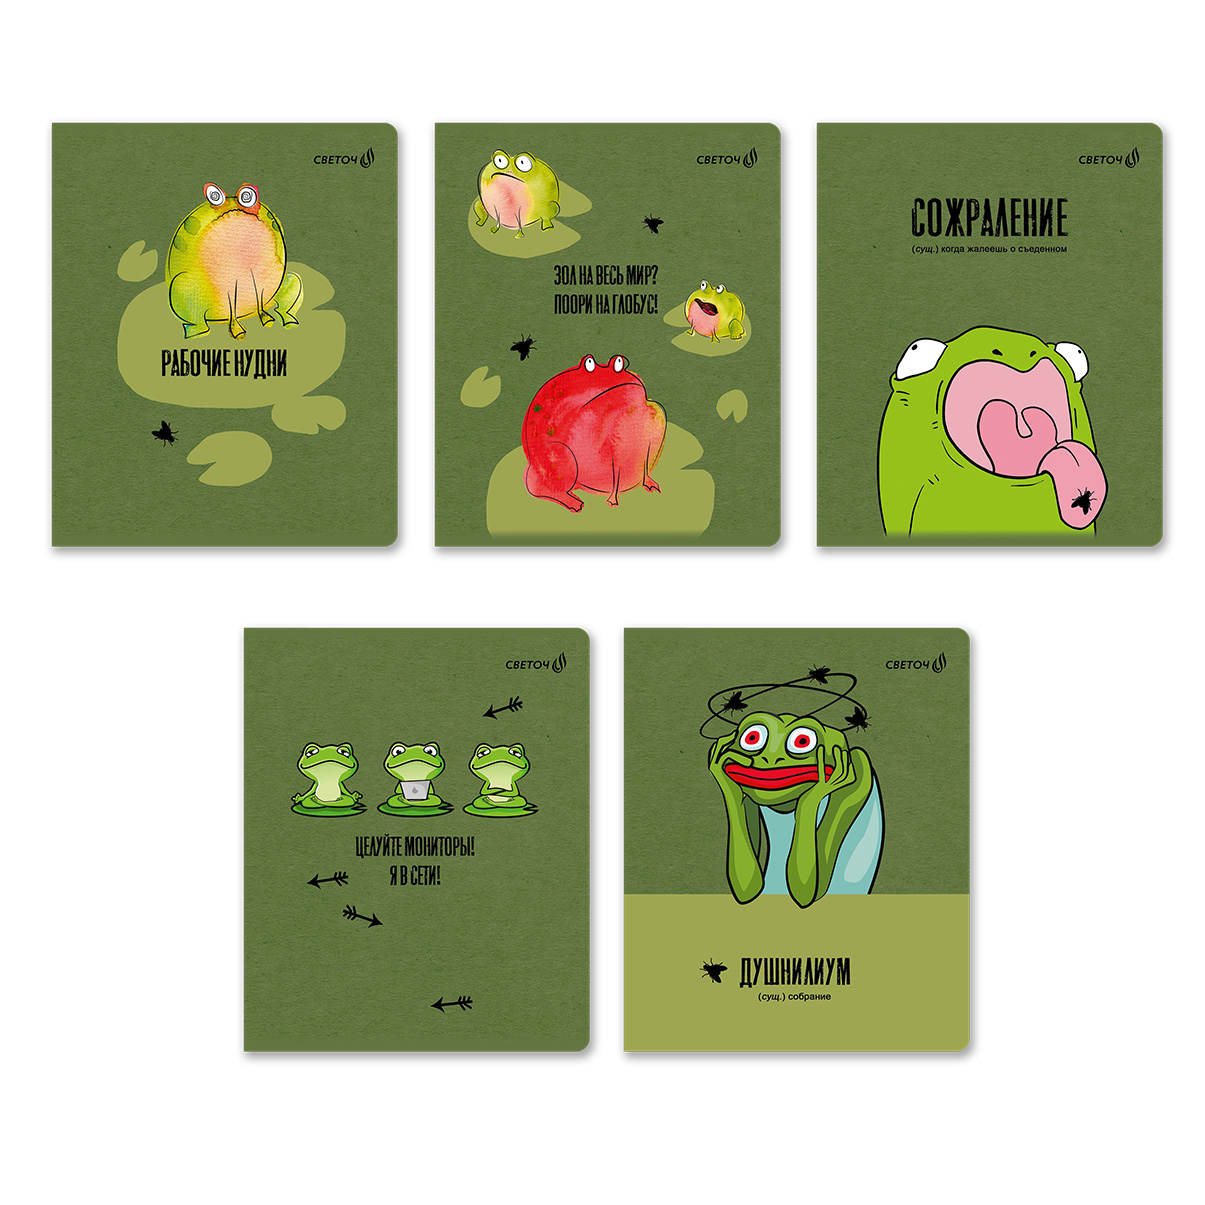 СВЕТОЧ
РАБОЧИЕ НУДНИ
СВЕТОЧ
ЗОЛ НА ВЕСЬ МИР?
ПООРИ НА ГЛОБУС!
СВЕТОЧ
СОЖРАЛЕНИЕ
(сущ.) когда жалеешь о съеденном
СВЕТОЧ
ЦЕЛУЙТЕ МОНИТОРЫ!
Я В СЕТИ!
СВЕТОЧ
ДУШНИЛИУМ
(сущ.) собрание